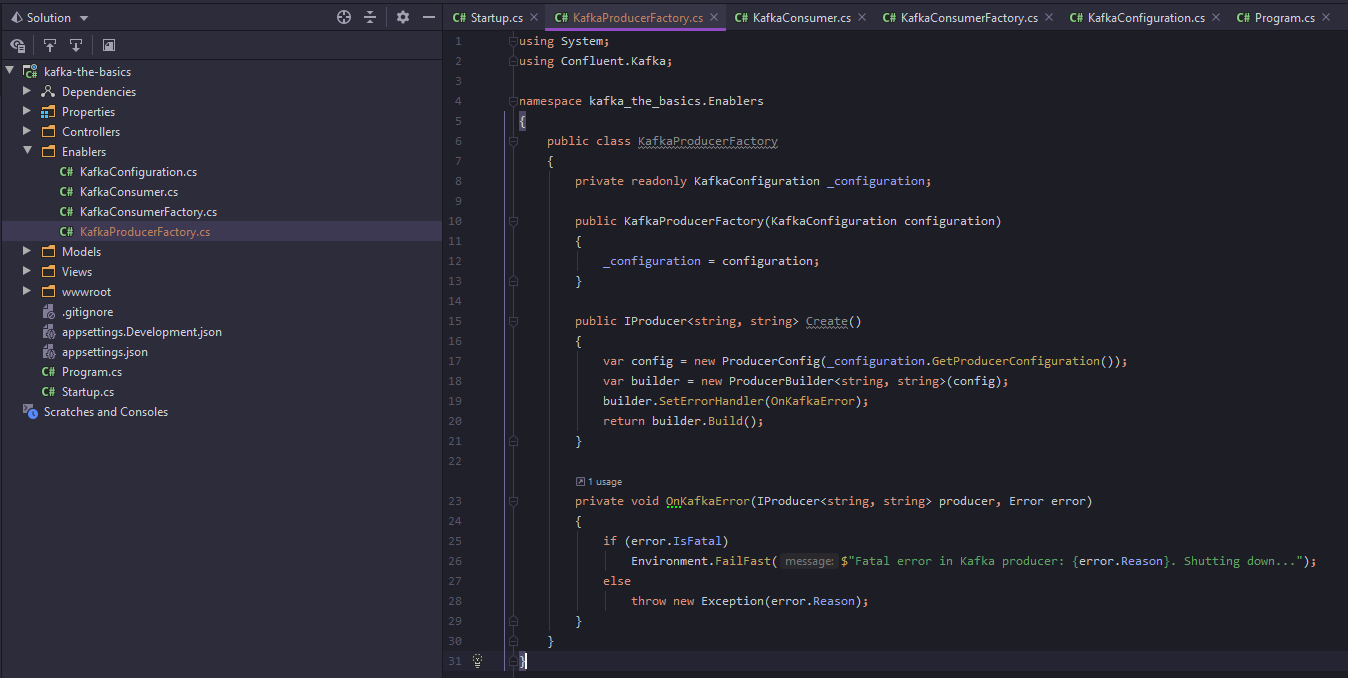 Solution
kafka-the-basics
Dependencies
Properties
Controllers
Enablers
C# KafkaConfiguration.cs
C# KafkaConsumer.cs
C# KafkaConsumerFactory.cs
C# KafkaProducerFactory.cs
Models
Views
wwwroot
.gitignore
appsettings.Development.json
appsettings.json
C# Program.cs
C# Startup.cs
Scratches and Consoles
C# Startup.cs × C# KafkaProducerFactory.cs × C# KafkaConsumer.cs × C# KafkaConsumerFactory.cs × C# KafkaConfiguration.cs × C# Program.cs ×
1 using System;
2 using Confluent.Kafka;
3
4 namespace kafka_the_basics.Enablers
5 {
6     public class KafkaProducerFactory
7     {
8         private readonly KafkaConfiguration _configuration;
9
10         public KafkaProducerFactory(KafkaConfiguration configuration)
11         {
12             _configuration = configuration;
13         }
14
15         public IProducer<string, string> Create()
16         {
17             var config = new ProducerConfig(_configuration.GetProducerConfiguration());
18             var builder = new ProducerBuilder<string, string>(config);
19             builder.SetErrorHandler(OnKafkaError);
20             return builder.Build();
21         }
22
1 usage
23         private void OnKafkaError(IProducer<string, string> producer, Error error)
24         {
25             if (error.IsFatal)
26                 Environment.FailFast( message: $"Fatal error in Kafka producer: {error.Reason}. Shutting down...");
27             else
28                 throw new Exception(error.Reason);
29         }
30     }
31 }